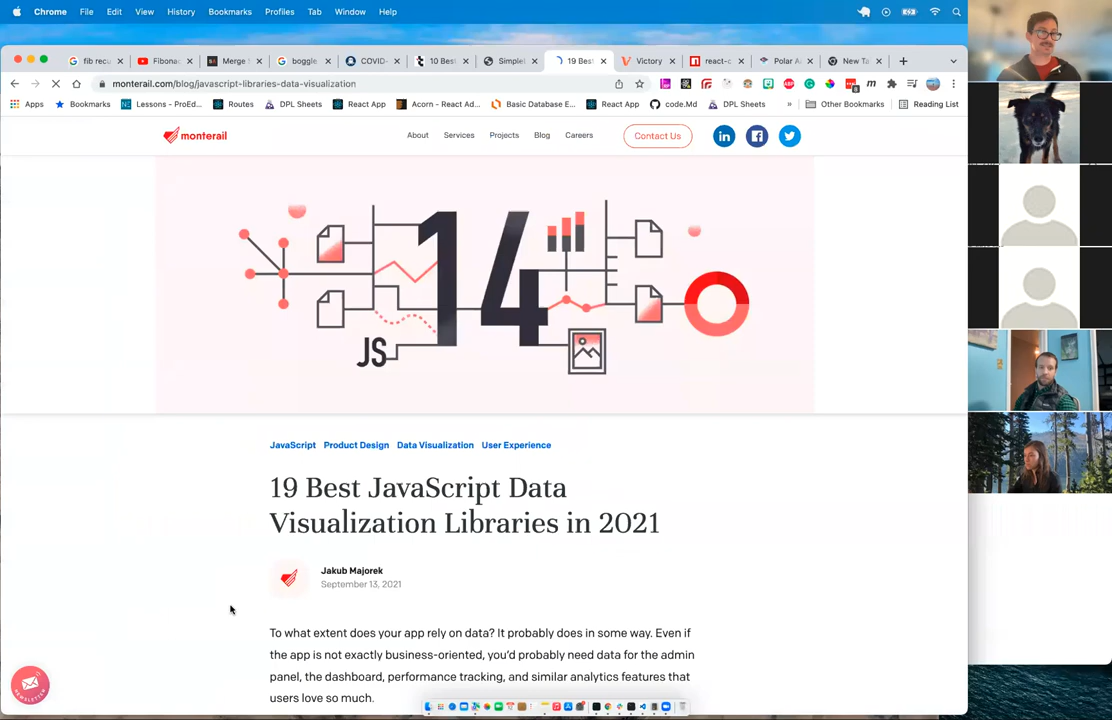 Chrome File Edit View History Bookmarks Profiles Tab Window Help
fib recu Fibonac Merge S boggle COVID- 10 Best Simple 19 Best Victory react-c Polar A New Ta
monterail.com/blog/javascript-libraries-data-visualization
Apps Bookmarks Lessons - ProEd... Routes DPL Sheets React App Acorn - React Ad... Basic Database E... React App code.Md DPL Sheets » Other Bookmarks Reading List
monterail About Services Projects Blog Careers Contact Us
14
JS
JavaScript Product Design Data Visualization User Experience
19 Best JavaScript Data
Visualization Libraries in 2021
Jakub Majorek
September 13, 2021
To what extent does your app rely on data? It probably does in some way. Even if
the app is not exactly business-oriented, you'd probably need data for the admin
panel, the dashboard, performance tracking, and similar analytics features that
users love so much.
NEWSLETTER